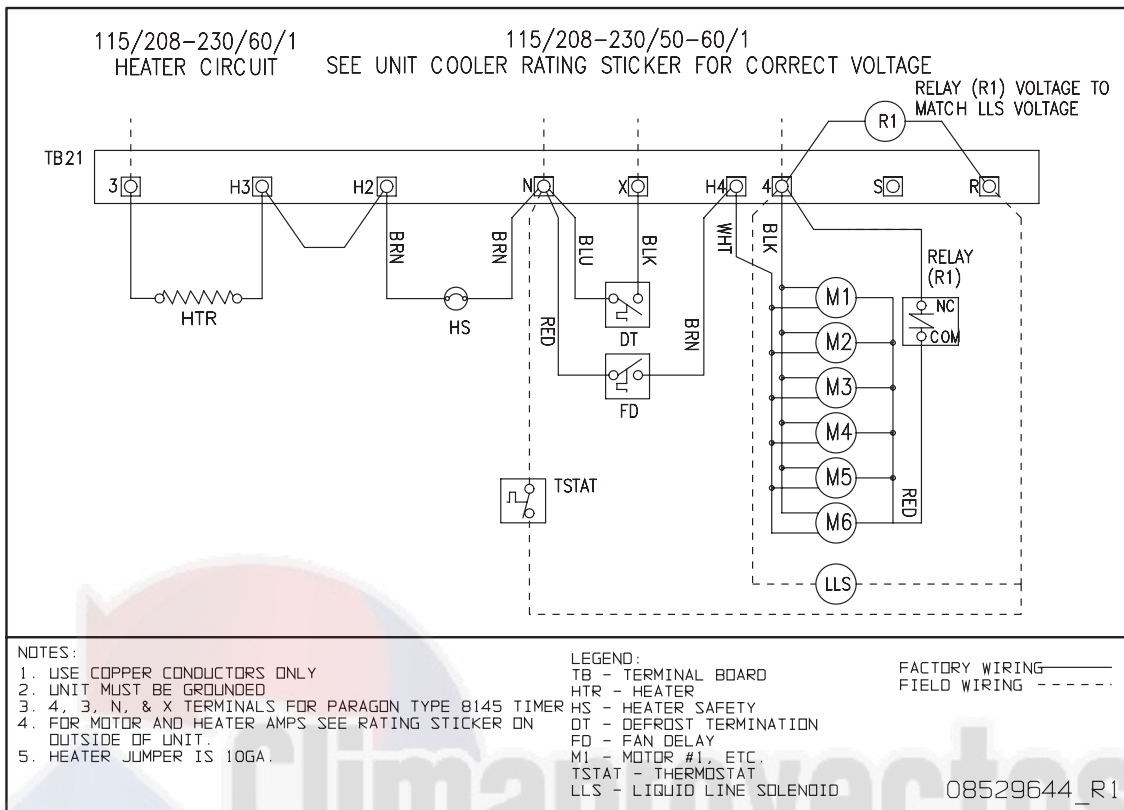 115/208-230/60/1
HEATER CIRCUIT
115/208-230/50-60/1
SEE UNIT COOLER RATING STICKER FOR CORRECT VOLTAGE
RELAY (R1) VOLTAGE TO
MATCH LLS VOLTAGE
R1
TB21
3 H3 H2 N X H4 4 S R
BRN
BRN
BLU
BLK
WHT
BLK
RELAY
(R1)
HTR
HS
RED
DT
BRN
FD
NC
COM
M1
M2
M3
M4
M5
M6
RED
TSTAT
LLS
NOTES:
1. USE COPPER CONDUCTORS ONLY
2. UNIT MUST BE GROUNDED
3. 4, 3, N, & X TERMINALS FOR PARAGON TYPE 8145 TIMER
4. FOR MOTOR AND HEATER AMPS SEE RATING STICKER ON
OUTSIDE OF UNIT.
5. HEATER JUMPER IS 10GA.
LEGEND:
TB - TERMINAL BOARD
HTR - HEATER
HS - HEATER SAFETY
DT - DEFROST TERMINATION
FD - FAN DELAY
M1 - MOTOR #1, ETC.
TSTAT - THERMOSTAT
LLS - LIQUID LINE SOLENOID
FACTORY WIRING
FIELD WIRING
08529644_R1